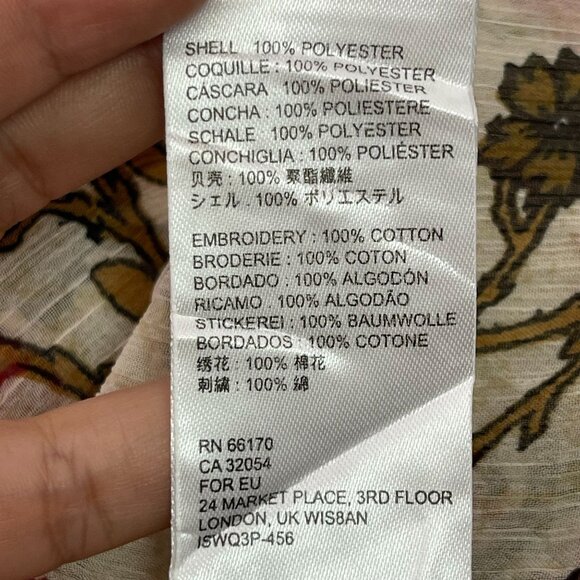 SHELL 100% POLYESTER
COQUILLE : 100% POLYESTER
CÁSCARA : 100% POLIESTER
CONCHA : 100% POLIESTERE
SCHALE : 100% POLYESTER
CONCHIGLIA : 100% POLIÉSTER
贝壳 : 100% 聚酯纖維
シェル : 100% ポリエステル
EMBROIDERY : 100% COTTON
BRODERIE : 100% COTON
BORDADO : 100% ALGODÓN
RICAMO : 100% ALGODÃO
STICKEREI : 100% BAUMWOLLE
BORDADOS : 100% COTONE
绣花 : 100% 棉花
刺繍 : 100% 綿
RN 66170
CA 32054
FOR EU
24 MARKET PLACE, 3RD FLOOR
LONDON, UK WIS8AN
ISWQ3P-456